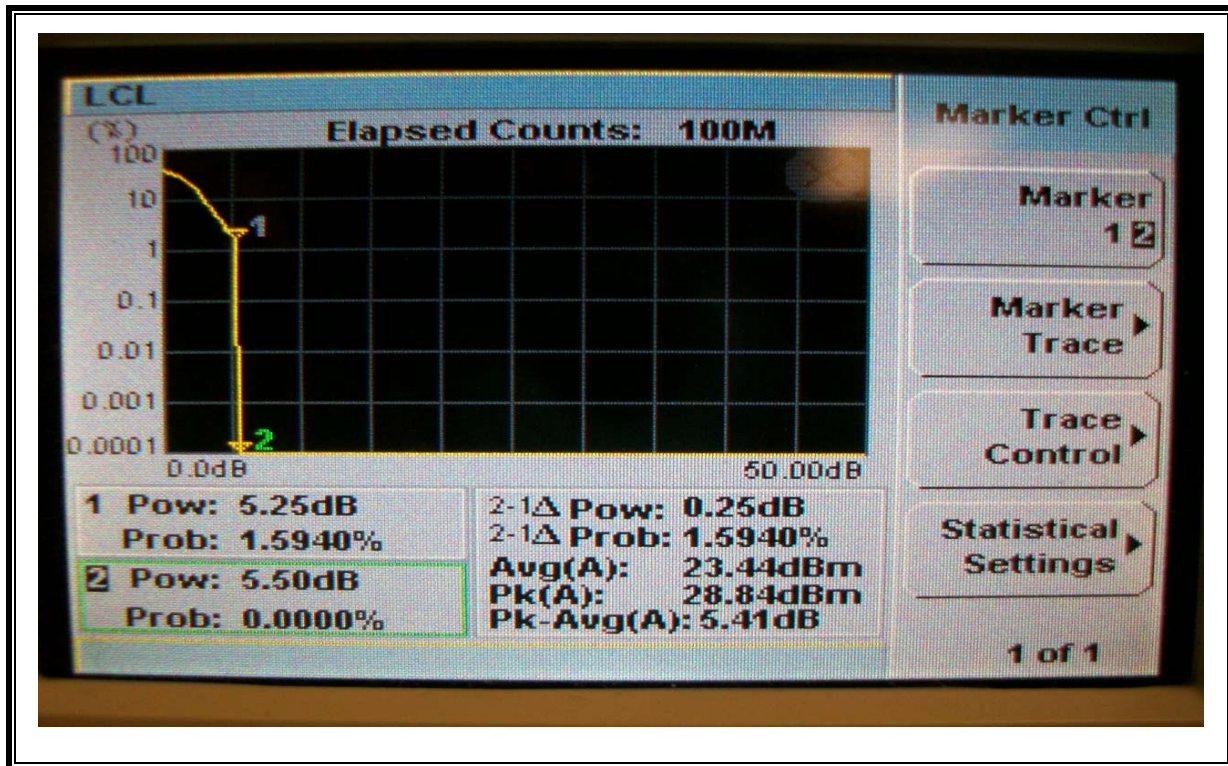 LCL
(%)
Elapsed Counts: 100M
100
10
1
0.1
0.01
0.001
0.0001
1
2
0.0dB
50.00dB
1 Pow: 5.25dB
Prob: 1.5940%
2 Pow: 5.50dB
Prob: 0.0000%
2-1Δ Pow: 0.25dB
2-1Δ Prob: 1.5940%
Avg(A): 23.44dBm
Pk(A): 28.84dBm
Pk-Avg(A): 5.41dB
Marker Ctrl
Marker
1 2
Marker
Trace
Trace
Control
Statistical
Settings
1 of 1